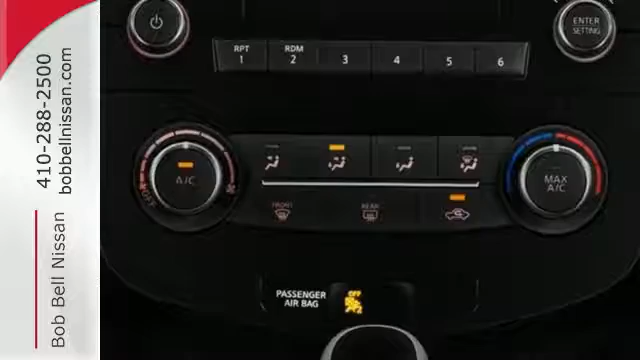 410-288-2500
bobbellnissan.com
Bob Bell Nissan
ENTER
SETTING
RPT
1
RDM
2
3
4
5
6
A/C
OFF
MAX
A/C
FRONT
REAR
PASSENGER
AIR BAG
OFF